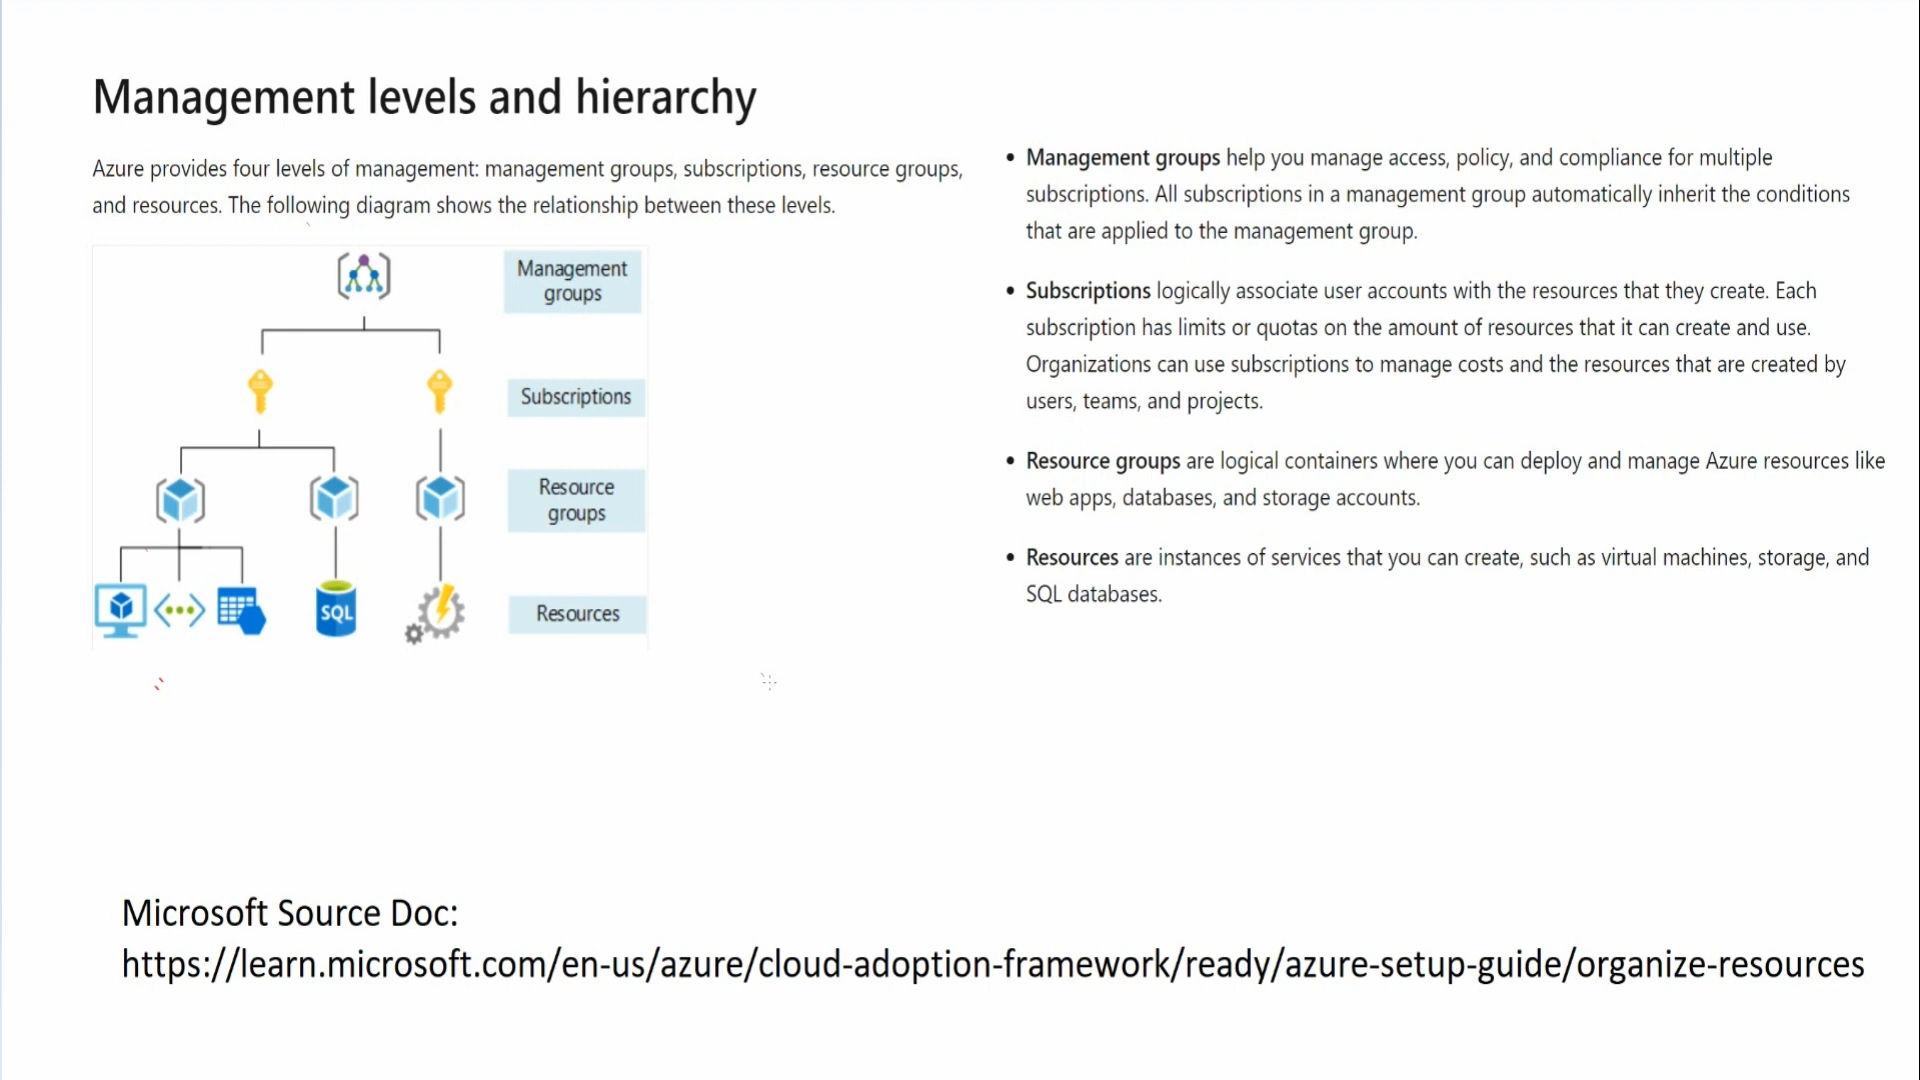 Management levels and hierarchy
Azure provides four levels of management: management groups, subscriptions, resource groups,
and resources. The following diagram shows the relationship between these levels.
Management
groups
Subscriptions
Resource
groups
SQL
Resources
• Management groups help you manage access, policy, and compliance for multiple
subscriptions. All subscriptions in a management group automatically inherit the conditions
that are applied to the management group.
• Subscriptions logically associate user accounts with the resources that they create. Each
subscription has limits or quotas on the amount of resources that it can create and use.
Organizations can use subscriptions to manage costs and the resources that are created by
users, teams, and projects.
• Resource groups are logical containers where you can deploy and manage Azure resources like
web apps, databases, and storage accounts.
• Resources are instances of services that you can create, such as virtual machines, storage, and
SQL databases.
Microsoft Source Doc:
https://learn.microsoft.com/en-us/azure/cloud-adoption-framework/ready/azure-setup-guide/organize-resources